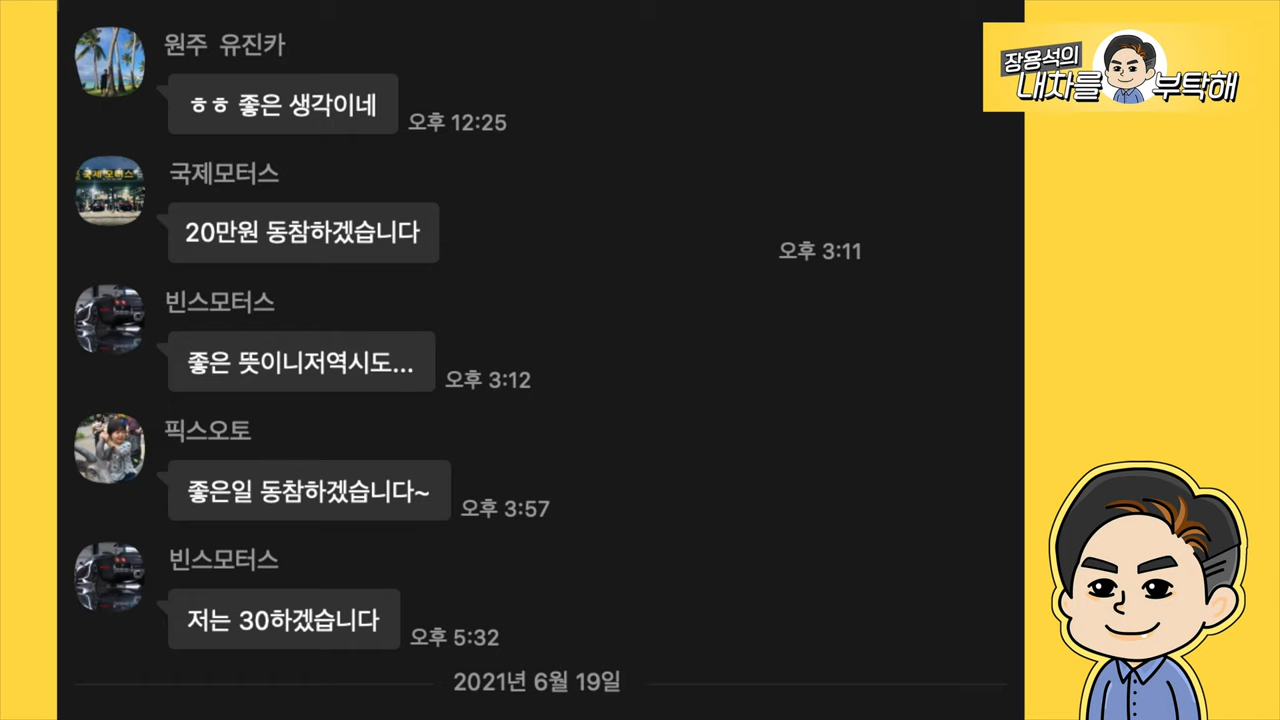 원주 유진카
ㅎㅎ 좋은 생각이네
오후 12:25
국제모터스
국제모터스
20만원 동참하겠습니다
오후 3:11
빈스모터스
좋은 뜻이니저역시도...
오후 3:12
픽스오토
좋은일 동참하겠습니다~
오후 3:57
빈스모터스
저는 30하겠습니다
오후 5:32
2021년 6월 19일
장용석의
내차를 부탁해